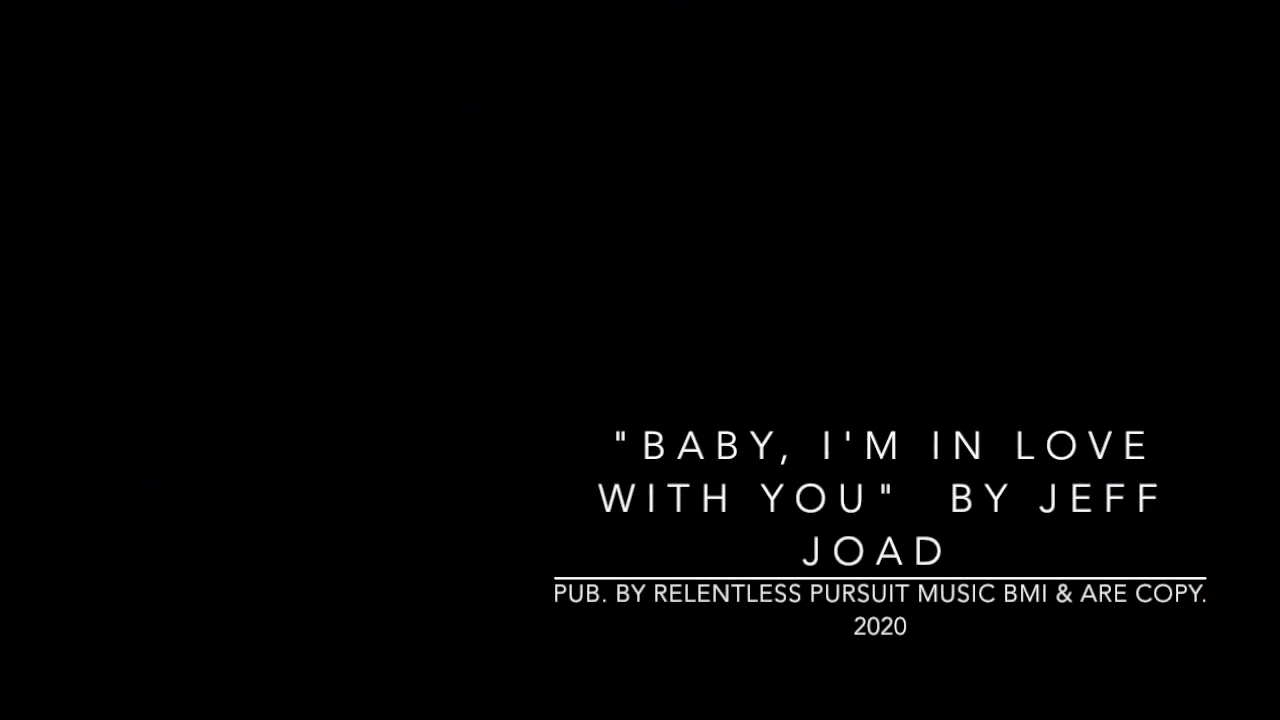 "BABY, I'M IN LOVE
WITH YOU"  BY JEFF
JOAD
PUB. BY RELENTLESS PURSUIT MUSIC BMI & ARE COPY.
2020